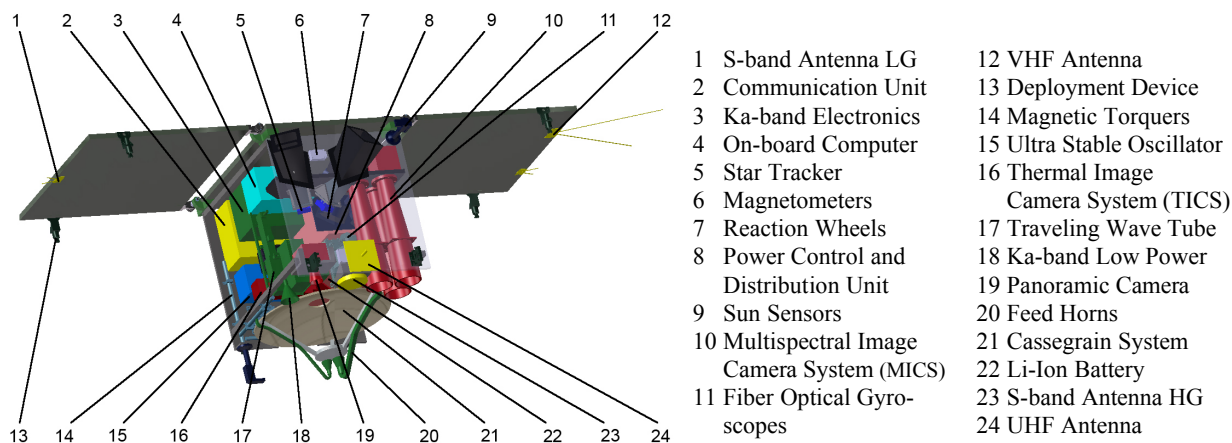 1 2 3 4 5 6 7 8 9 10 11 12
13 14 15 16 17 18 19 20 21 22 23 24
1 S-band Antenna LG
2 Communication Unit
3 Ka-band Electronics
4 On-board Computer
5 Star Tracker
6 Magnetometers
7 Reaction Wheels
8 Power Control and
Distribution Unit
9 Sun Sensors
10 Multispectral Image
Camera System (MICS)
11 Fiber Optical Gyro-
scopes
12 VHF Antenna
13 Deployment Device
14 Magnetic Torquers
15 Ultra Stable Oscillator
16 Thermal Image
Camera System (TICS)
17 Traveling Wave Tube
18 Ka-band Low Power
19 Panoramic Camera
20 Feed Horns
21 Cassegrain System
22 Li-Ion Battery
23 S-band Antenna HG
24 UHF Antenna